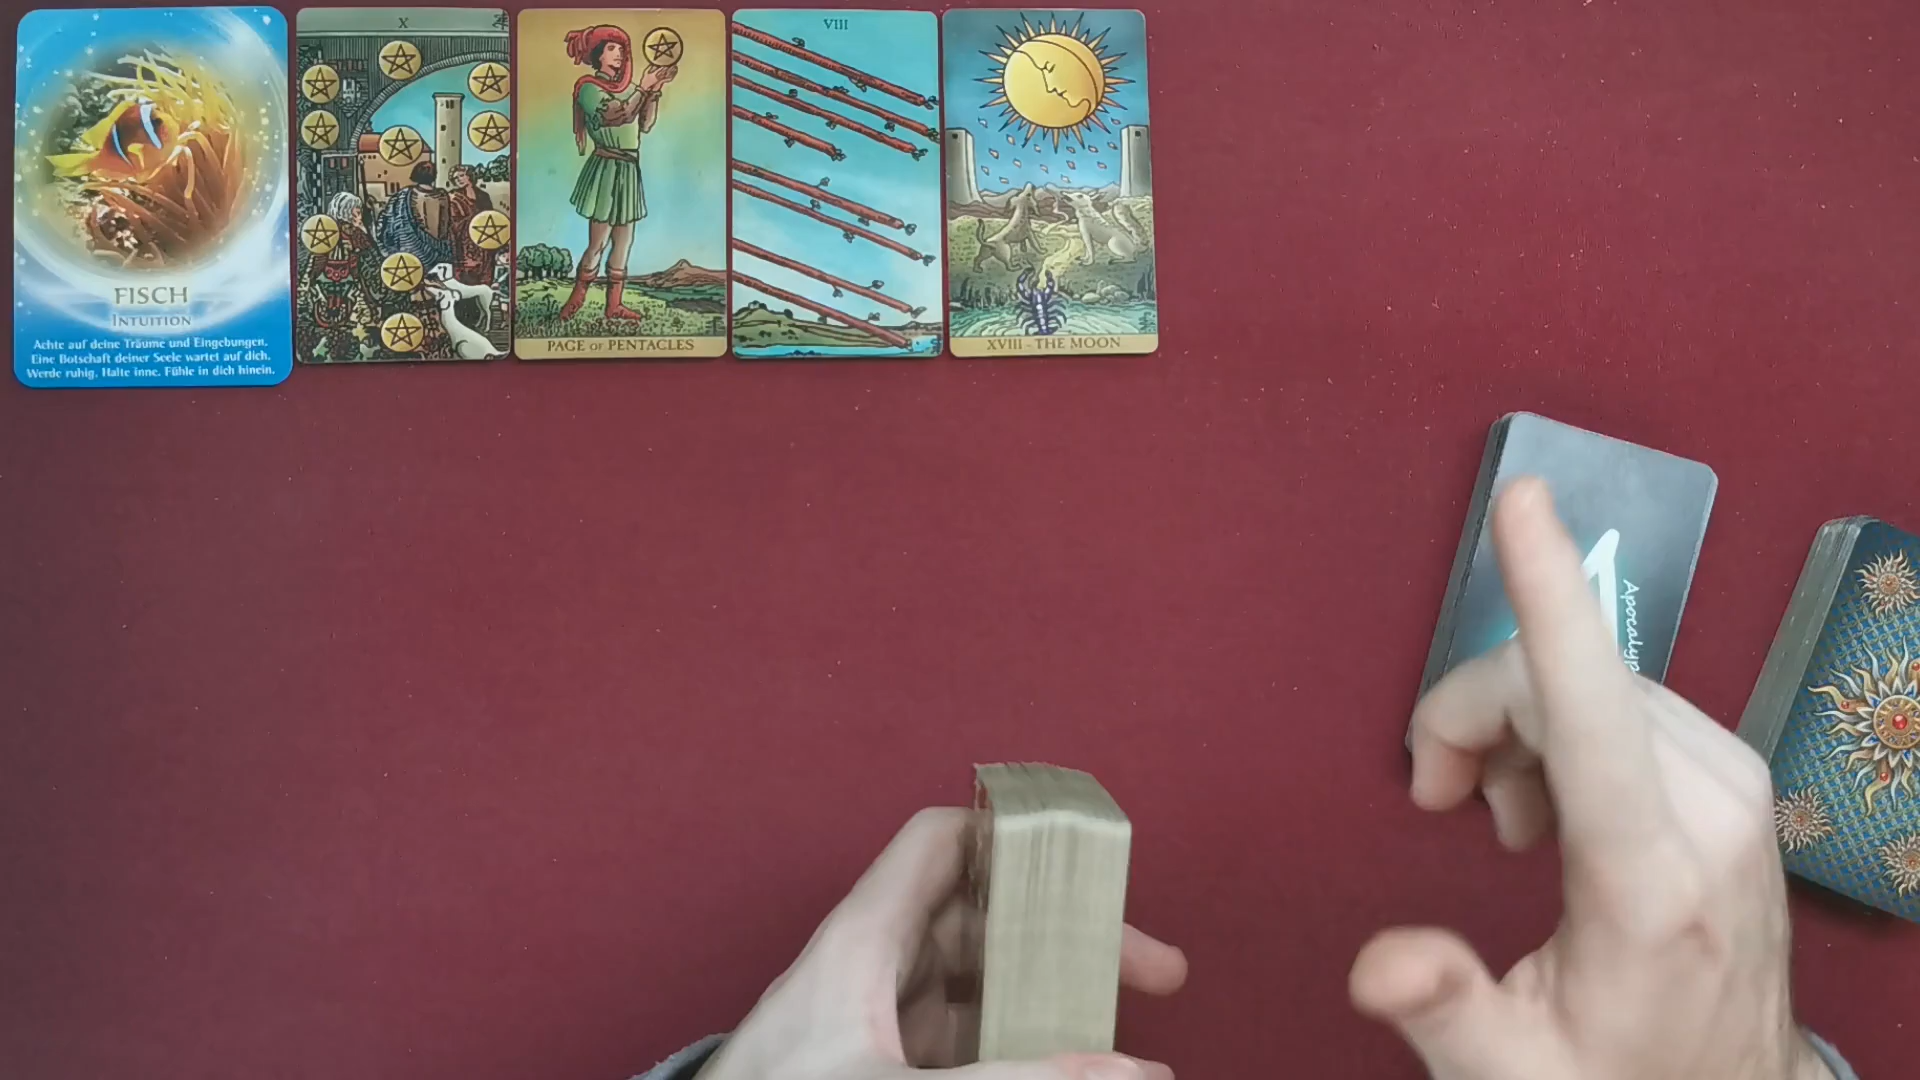 FISCH
INTUITION
Achte auf deine Träume und Eingebungen.
Eine Botschaft deiner Seele wartet auf dich.
Werde ruhig. Halte inne. Fühle in dich hinein.
X
PAGE OF PENTACLES
VIII
XVIII - THE MOON
Apocalyp